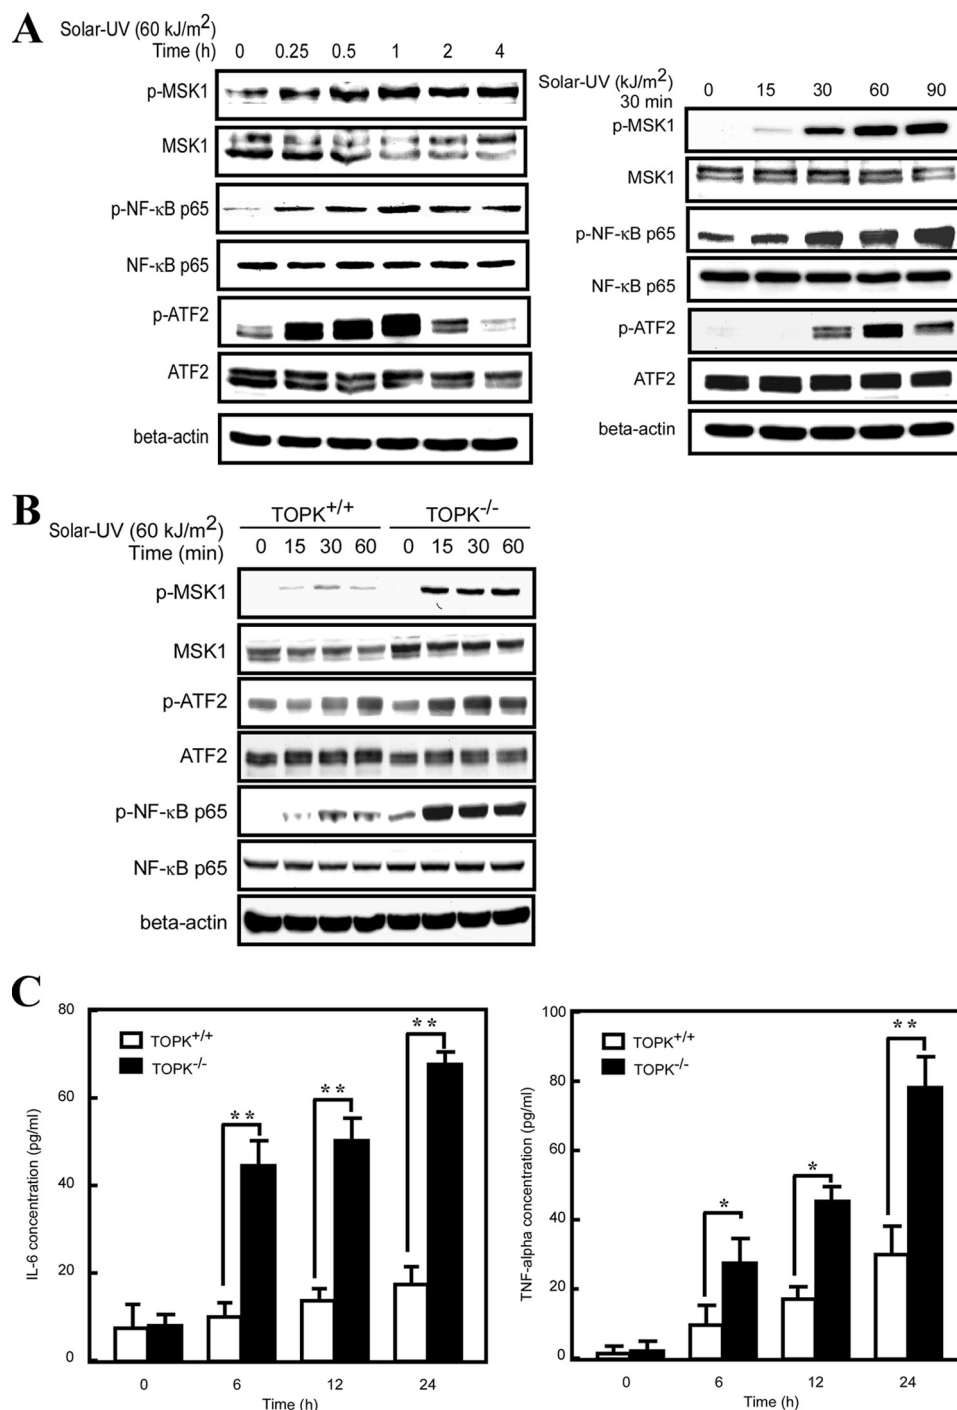 A
Solar-UV (60 kJ/m2)
Time (h) 0 0.25 0.5 1 2 4
p-MSK1
MSK1
p-NF-κB p65
NF-κB p65
p-ATF2
ATF2
beta-actin
Solar-UV (kJ/m2) 0 15 30 60 90
30 min
p-MSK1
MSK1
p-NF-κB p65
NF-κB p65
p-ATF2
ATF2
beta-actin
B
TOPK+/+ TOPK-/-
Solar-UV (60 kJ/m2)
Time (min) 0 15 30 60 0 15 30 60
p-MSK1
MSK1
p-ATF2
ATF2
p-NF-κB p65
NF-κB p65
beta-actin
C
IL-6 concentration (pg/ml)
80
60
40
20
0
TOPK+/+
TOPK-/-
**
**
**
0 6 12 24
Time (h)
TNF-alpha concentration (pg/ml)
100
80
60
40
20
0
TOPK+/+
TOPK-/-
*
*
**
0 6 12 24
Time (h)